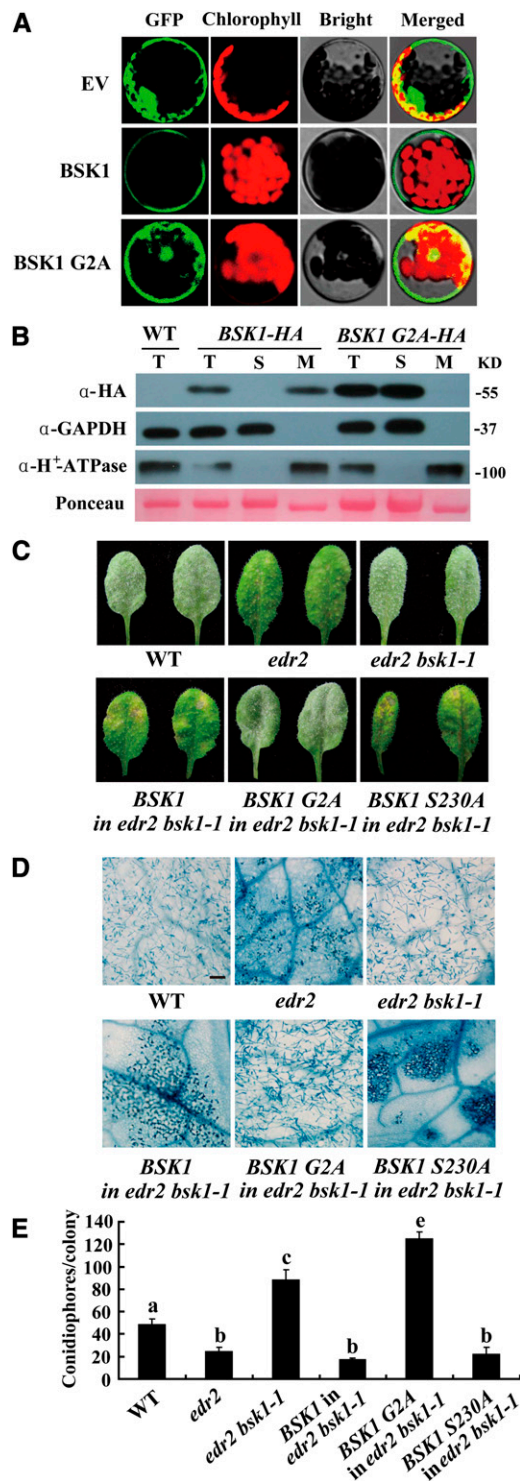 A
GFP Chlorophyll Bright Merged
EV
BSK1
BSK1 G2A
B
WT BSK1-HA BSK1 G2A-HA
T T S M T S M KD
α-HA -55
α-GAPDH -37
α-H⁺-ATPase -100
Ponceau
C
WT edr2 edr2 bsk1-1
BSK1 BSK1 G2A BSK1 S230A
in edr2 bsk1-1 in edr2 bsk1-1 in edr2 bsk1-1
D
WT edr2 edr2 bsk1-1
BSK1 BSK1 G2A BSK1 S230A
in edr2 bsk1-1 in edr2 bsk1-1 in edr2 bsk1-1
E
Conidiophores/colony
140
120
100
80
60
40
20
0
a
b
c
b
e
b
WT
edr2
edr2 bsk1-1
BSK1 in
edr2 bsk1-1
BSK1 G2A
in edr2 bsk1-1
BSK1 S230A
in edr2 bsk1-1